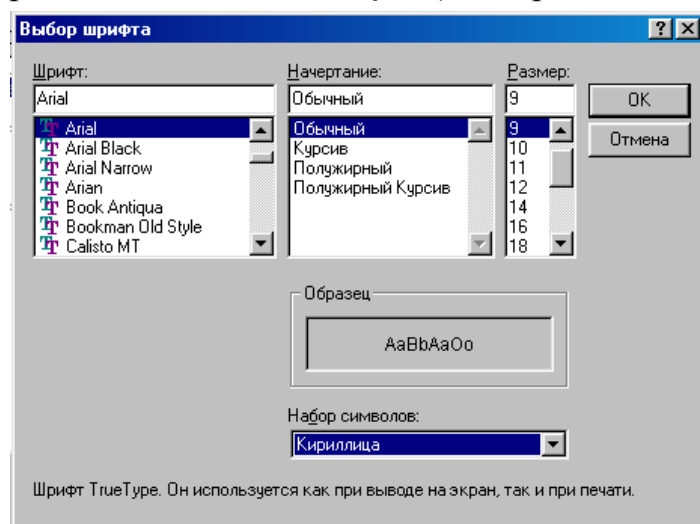 Выбор шрифта
Шрифт:
Начертание:
Размер:
Arial
Обычный
9
OK
Отмена
Arial
Arial Black
Arial Narrow
Arian
Book Antiqua
Bookman Old Style
Calisto MT
Обычный
Курсив
Полужирный
Полужирный Курсив
9
10
11
12
14
16
18
Образец
AaBbАаОо
Набор символов:
Кириллица
Шрифт TrueType. Он используется как при выводе на экран, так и при печати.